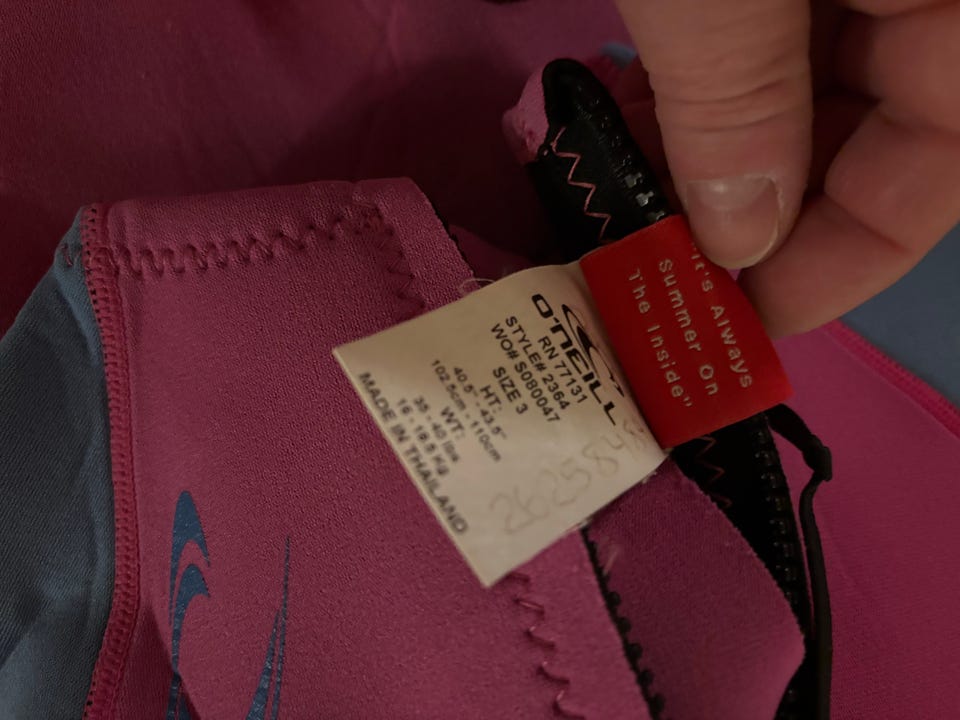 O'NEILL
RN 77131
STYLE# 2364
WO# S080047
SIZE 3
HT:
40.5" - 43.5"
102.5cm - 110cm
WT:
35 - 40 lbs
16 - 18.5 Kg
MADE IN THAILAND
It's Always
Summer On
The Inside"